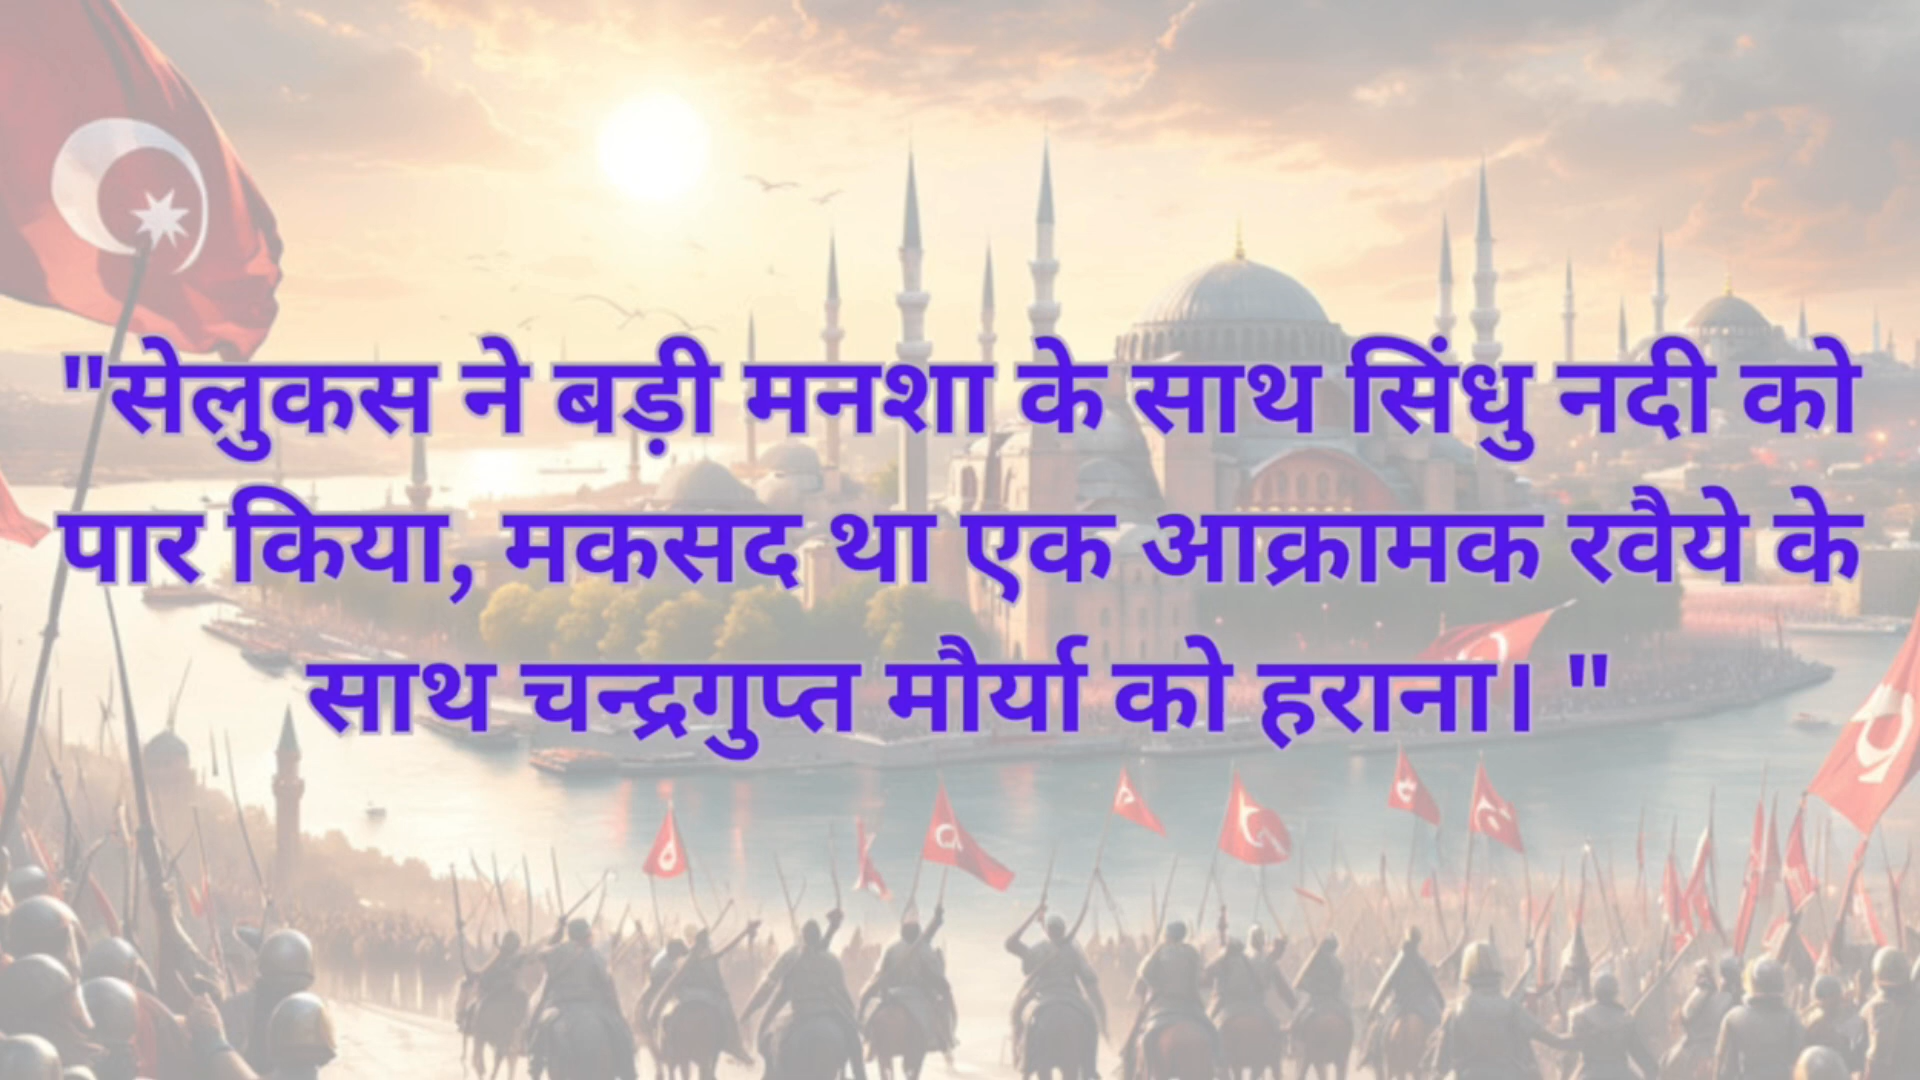 "सेलुकस ने बड़ी मनशा के साथ सिंधु नदी को
पार किया, मकसद था एक आक्रामक रवैये के
साथ चन्द्रगुप्त मौर्या को हराना। "